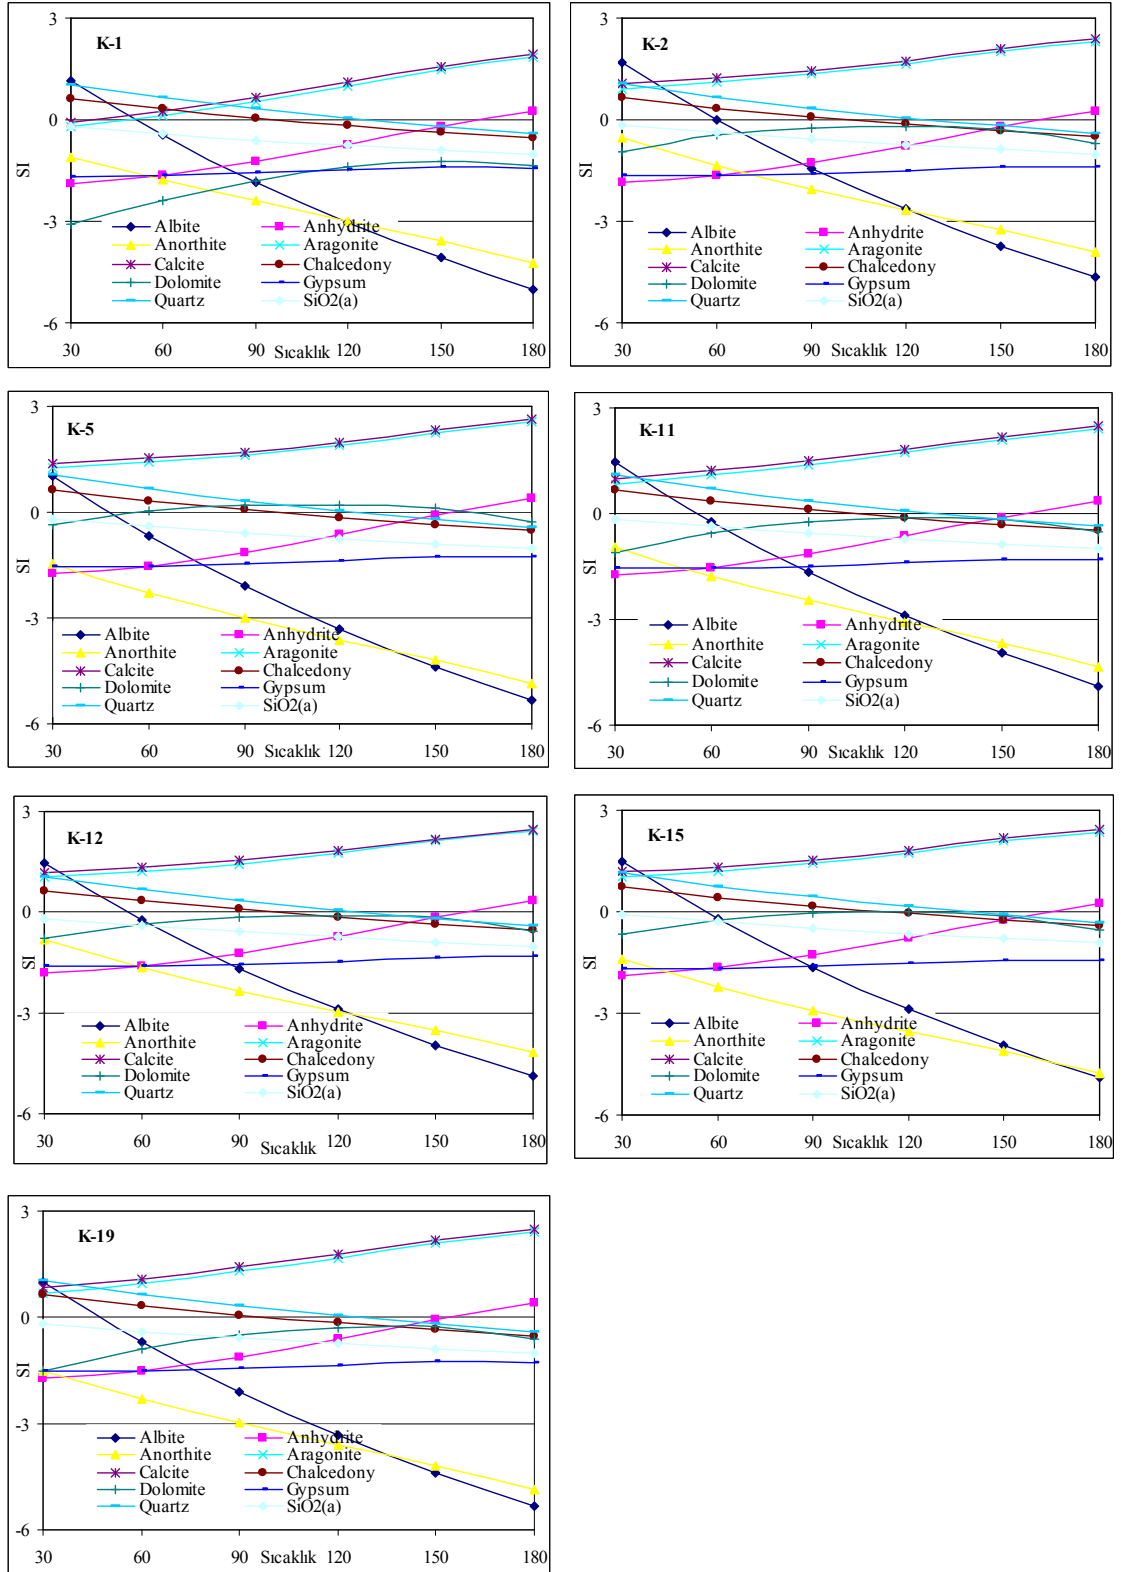 3
K-1
0
SI
-3
Albite Anhydrite
Anorthite Aragonite
Calcite Chalcedony
Dolomite Gypsum
Quartz SiO2(a)
-6
30 60 90 Sıcaklık 120 150 180
3
K-2
0
SI
-3
Albite Anhydrite
Anorthite Aragonite
Calcite Chalcedony
Dolomite Gypsum
Quartz SiO2(a)
-6
30 60 90 Sıcaklık 120 150 180
3
K-5
0
SI
-3
Albite Anhydrite
Anorthite Aragonite
Calcite Chalcedony
Dolomite Gypsum
Quartz SiO2(a)
-6
30 60 90 Sıcaklık 120 150 180
3
K-11
0
SI
-3
Albite Anhydrite
Anorthite Aragonite
Calcite Chalcedony
Dolomite Gypsum
Quartz SiO2(a)
-6
30 60 90 Sıcaklık 120 150 180
3
K-12
0
SI
-3
Albite Anhydrite
Anorthite Aragonite
Calcite Chalcedony
Dolomite Gypsum
Quartz SiO2(a)
-6
30 60 90 Sıcaklık 120 150 180
3
K-15
0
SI
-3
Albite Anhydrite
Anorthite Aragonite
Calcite Chalcedony
Dolomite Gypsum
Quartz SiO2(a)
-6
30 60 90 Sıcaklık 120 150 180
3
K-19
0
SI
-3
Albite Anhydrite
Anorthite Aragonite
Calcite Chalcedony
Dolomite Gypsum
Quartz SiO2(a)
-6
30 60 90 Sıcaklık 120 150 180